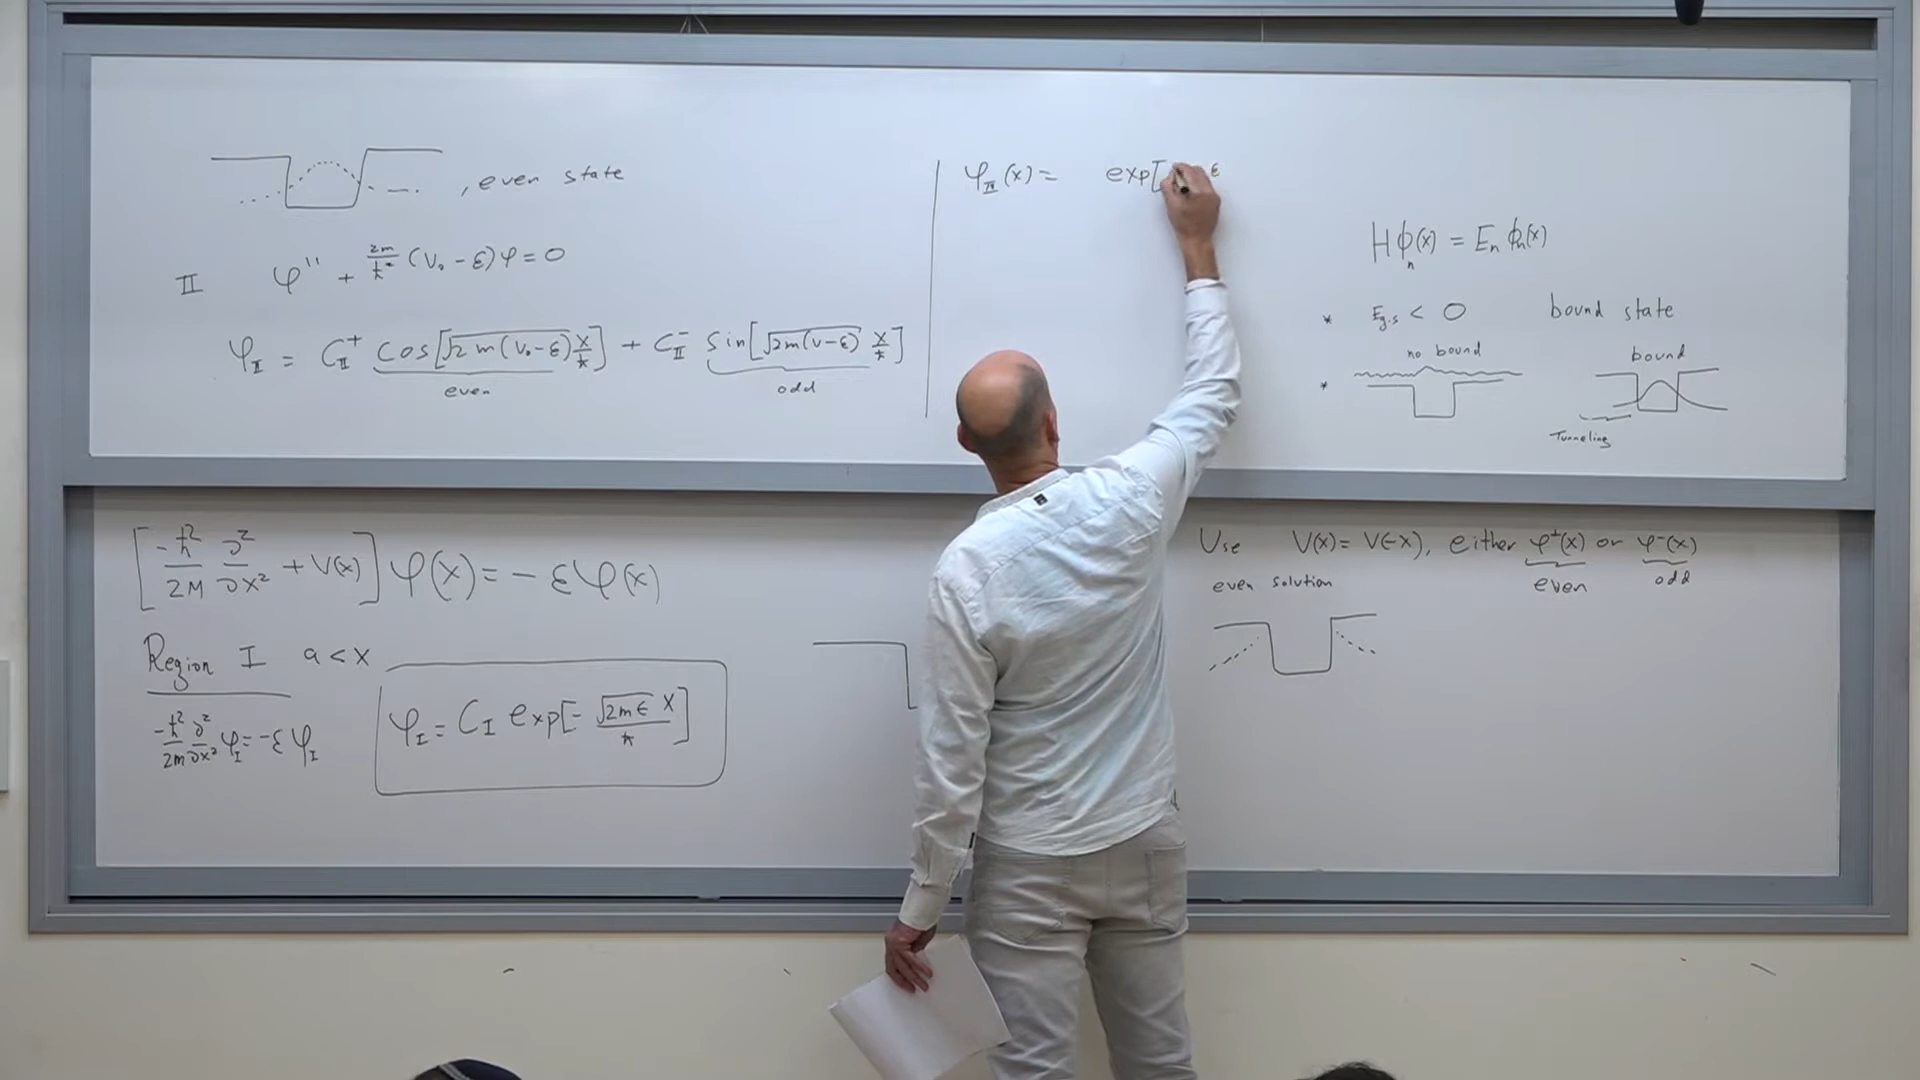 , even state
II φ'' + 2m/ħ² (V₀ - ε) φ = 0
φ_II = C_II⁺ cos[√2m(V₀-ε) x/ħ] + C_II⁻ sin[√2m(V-ε) x/ħ]
even odd
φ_III(x) = exp[ ε
Hϕ_n(x) = E_n ϕ_n(x)
* E_g.s < 0 bound state
no bound bound
*
Tunneling
[-ħ²/2M ∂²/∂x² + V(x)] φ(x) = - ε φ(x)
Region I a < x
-ħ²/2m ∂²/∂x² φ_I = -ε φ_I
φ_I = C_I exp[- √2mε x/ħ]
Use V(x) = V(-x), either φ⁺(x) or φ⁻(x)
even solution even odd